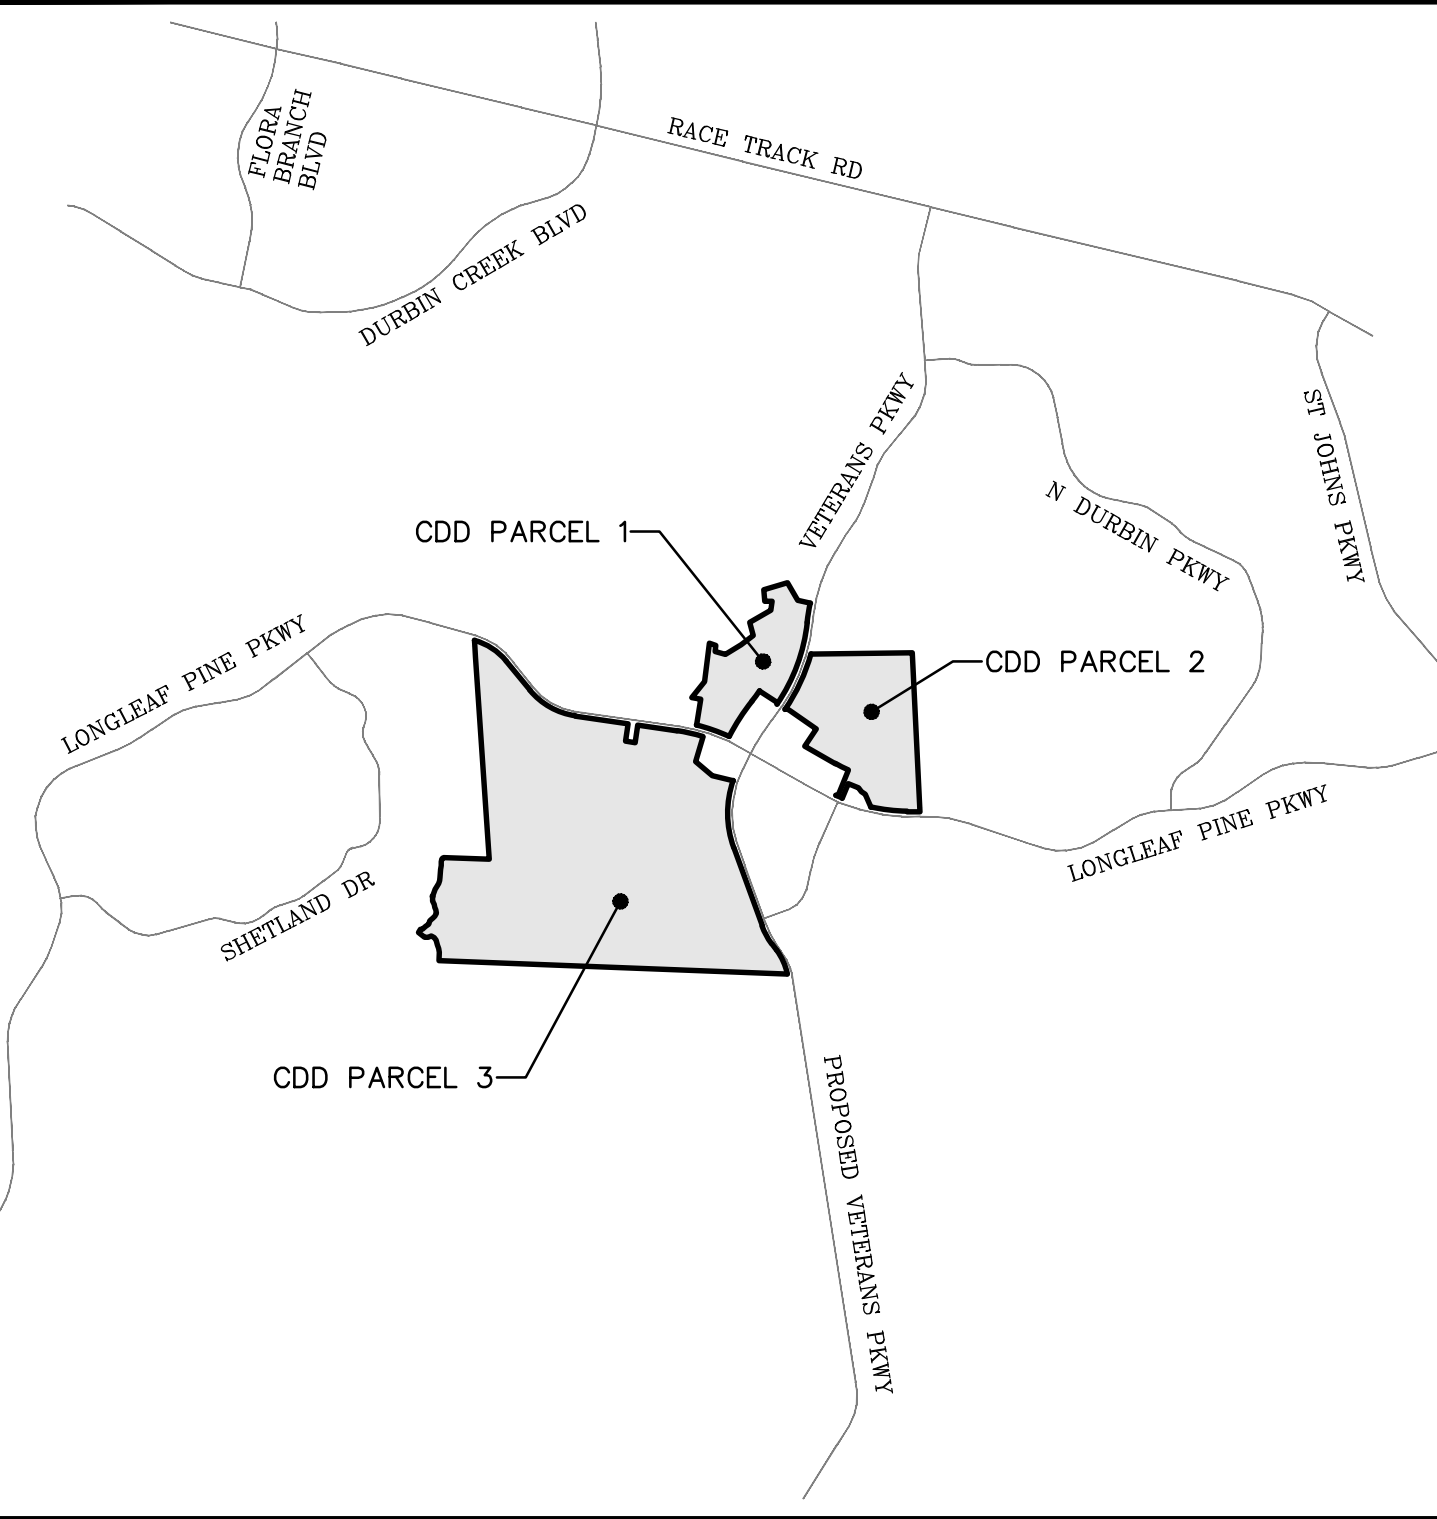 FLORA
BRANCH
BLVD
RACE TRACK RD
DURBIN CREEK BLVD
VETERANS PKWY
ST JOHNS PKWY
N DURBIN PKWY
CDD PARCEL 1
LONGLEAF PINE PKWY
CDD PARCEL 2
LONGLEAF PINE PKWY
SHETLAND DR
CDD PARCEL 3
PROPOSED VETERANS PKWY